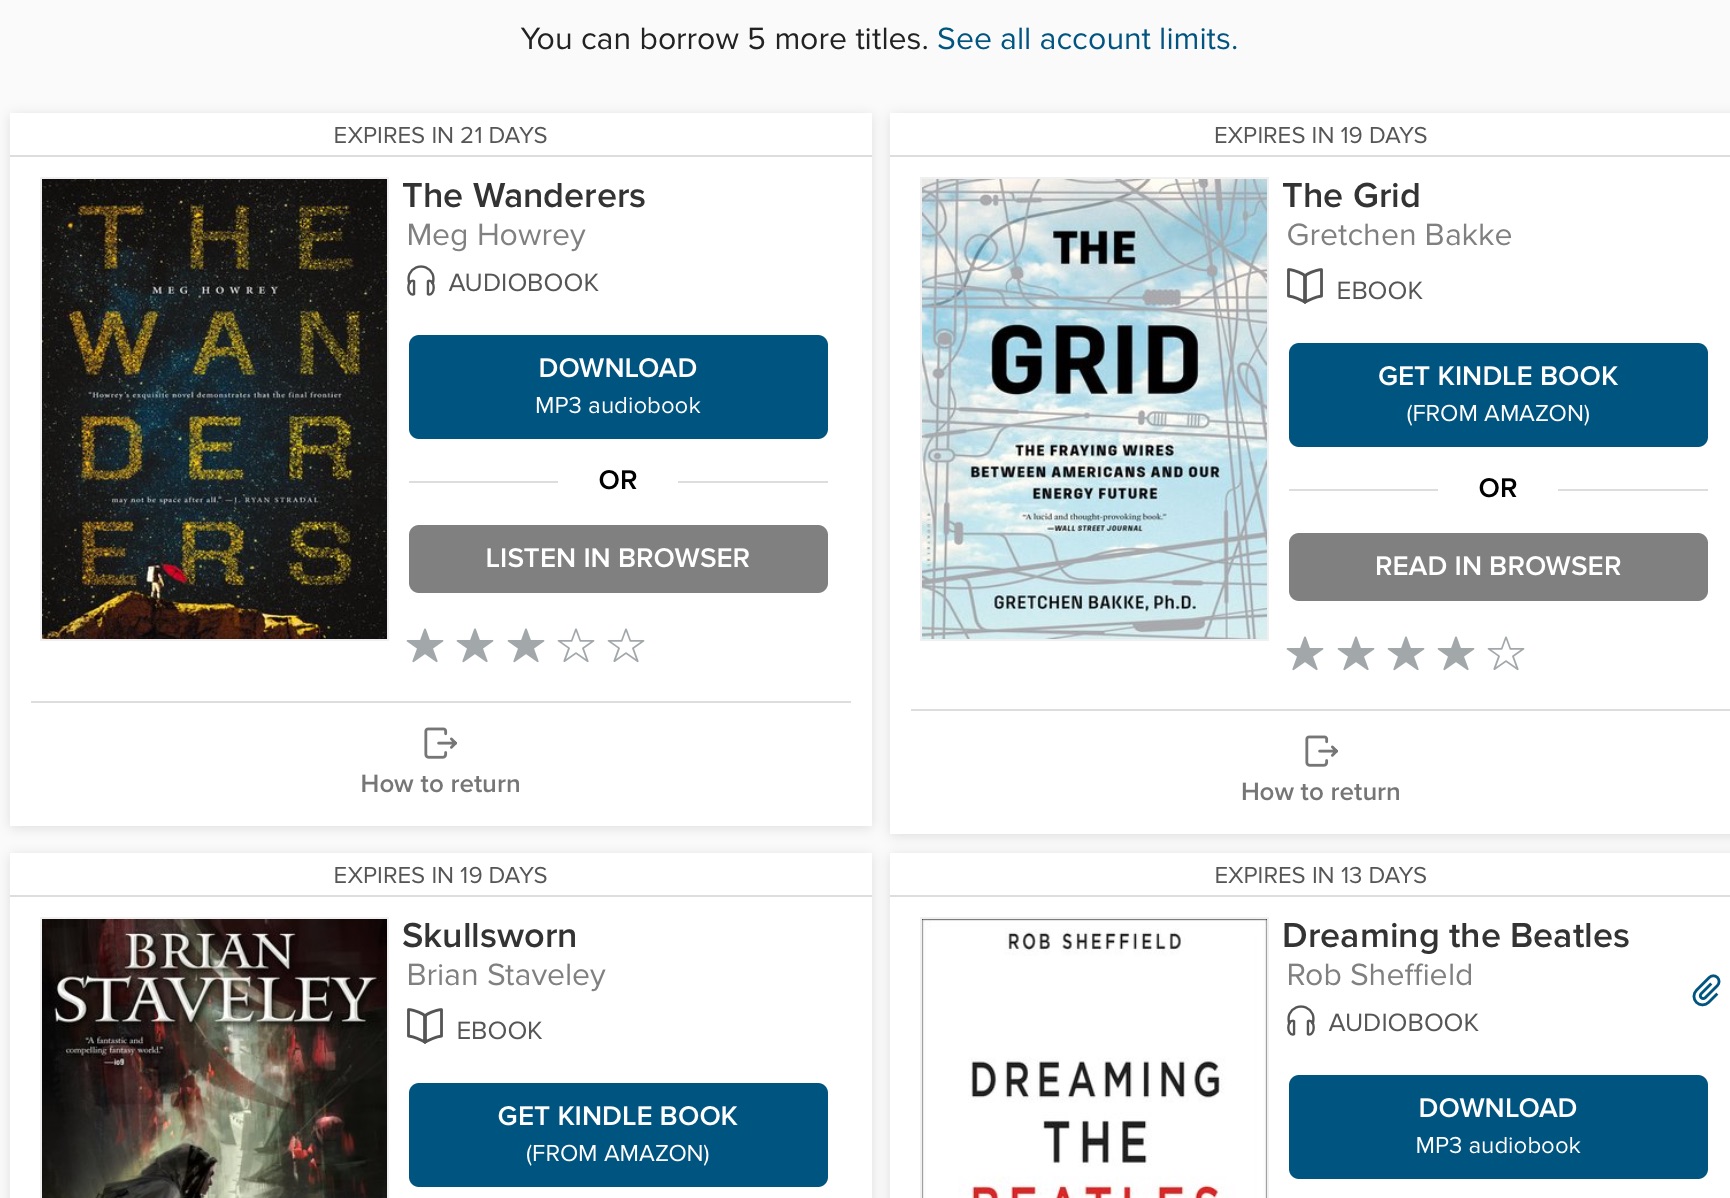 You can borrow 5 more titles. See all account limits.
EXPIRES IN 21 DAYS
THE
MEG HOWREY
WAN
"Howrey's exquisite novel demonstrates that the final frontier
DER
may not be space after all." —J. RYAN STRADAL
ERS
The Wanderers
Meg Howrey
AUDIOBOOK
DOWNLOAD
MP3 audiobook
OR
LISTEN IN BROWSER
How to return
EXPIRES IN 19 DAYS
THE
GRID
THE FRAYING WIRES
BETWEEN AMERICANS AND OUR
ENERGY FUTURE
"A lucid and thought-provoking book."
—WALL STREET JOURNAL
GRETCHEN BAKKE, Ph.D.
The Grid
Gretchen Bakke
EBOOK
GET KINDLE BOOK
(FROM AMAZON)
OR
READ IN BROWSER
How to return
EXPIRES IN 19 DAYS
BRIAN
STAVELEY
"A fantastic and
compelling fantasy world."
—io9
Skullsworn
Brian Staveley
EBOOK
GET KINDLE BOOK
(FROM AMAZON)
EXPIRES IN 13 DAYS
ROB SHEFFIELD
DREAMING
THE
BEATLES
Dreaming the Beatles
Rob Sheffield
AUDIOBOOK
DOWNLOAD
MP3 audiobook